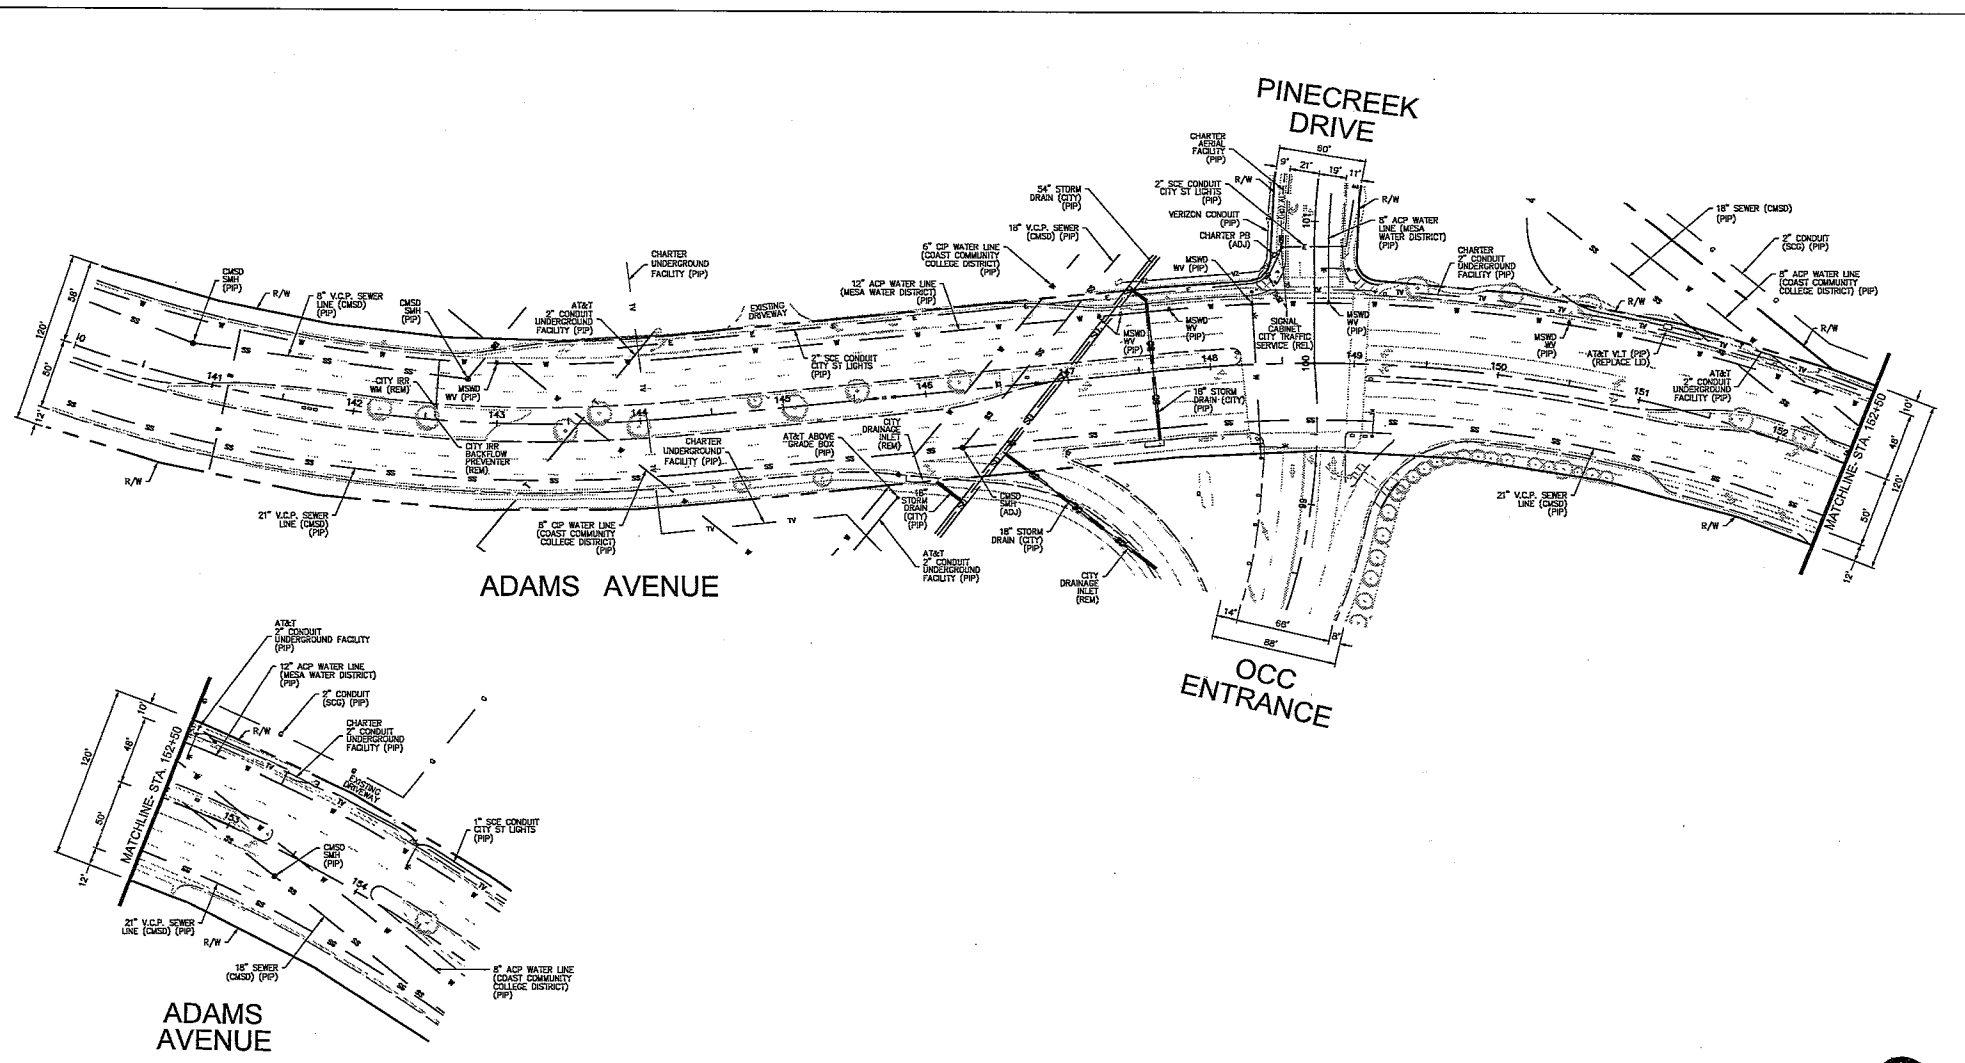 PINECREEK
DRIVE
CHARTER
AERIAL
FACILITY
(PIP)
60'
9'
21'
19'
11'
R/W
R/W
2" SCE CONDUIT
CITY ST LIGHTS
(PIP)
VERIZON CONDUIT
(PIP)
CHARTER PB
(ADJ)
8" ACP WATER
LINE (MESA
WATER DISTRICT)
(PIP)
101
54" STORM
DRAIN (CITY)
(PIP)
18" V.C.P. SEWER
(CMSD) (PIP)
6" CIP WATER LINE
(COAST COMMUNITY
COLLEGE DISTRICT)
(PIP)
MSWD
WV (PIP)
12" ACP WATER LINE
(MESA WATER DISTRICT)
(PIP)
CHARTER
2" CONDUIT
UNDERGROUND
FACILITY (PIP)
18" SEWER (CMSD)
(PIP)
2" CONDUIT
(SCG) (PIP)
8" ACP WATER LINE
(COAST COMMUNITY
COLLEGE DISTRICT) (PIP)
R/W
R/W
CHARTER
UNDERGROUND
FACILITY (PIP)
AT&T
2" CONDUIT
UNDERGROUND
FACILITY (PIP)
EXISTING
DRIVEWAY
CMSD
SMH
(PIP)
R/W
8" V.C.P. SEWER
LINE (CMSD)
(PIP)
CMSD
SMH
(PIP)
120'
58'
50'
12'
2" SCE CONDUIT
CITY ST LIGHTS
(PIP)
MSWD
WV
(PIP)
MSWD
WV
(PIP)
SIGNAL
CABINET
CITY TRAFFIC
SERVICE (REL)
MSWD
WV
(PIP)
MSWD
WV
(PIP)
AT&T VLT (PIP)
(REPLACE LID)
AT&T
2" CONDUIT
UNDERGROUND
FACILITY (PIP)
CITY IRR
WM (REM)
MSWD
WV (PIP)
141
142
143
144
145
146
147
148
100
149
150
151
152
18" STORM
DRAIN (CITY)
(PIP)
CITY IRR
BACKFLOW
PREVENTER
(REM)
CHARTER
UNDERGROUND
FACILITY (PIP)
AT&T ABOVE
GRADE BOX
(PIP)
CITY
DRAINAGE
INLET
(REM)
R/W
21" V.C.P. SEWER
LINE (CMSD)
(PIP)
8" CIP WATER LINE
(COAST COMMUNITY
COLLEGE DISTRICT)
(PIP)
18"
STORM
DRAIN
(CITY)
(PIP)
CMSD
SMH
(ADJ)
18" STORM
DRAIN (CITY)
(PIP)
AT&T
2" CONDUIT
UNDERGROUND
FACILITY (PIP)
CITY
DRAINAGE
INLET
(REM)
99
21" V.C.P. SEWER
LINE (CMSD)
(PIP)
R/W
MATCHLINE- STA. 152+50
10'
48'
120'
50'
12'
ADAMS AVENUE
14'
68'
8'
88'
OCC
ENTRANCE
AT&T
2" CONDUIT
UNDERGROUND FACILITY
(PIP)
12" ACP WATER LINE
(MESA WATER DISTRICT)
(PIP)
2" CONDUIT
(SCG) (PIP)
R/W
CHARTER
2" CONDUIT
UNDERGROUND
FACILITY (PIP)
EXISTING
DRIVEWAY
10'
48'
120'
50'
12'
MATCHLINE- STA. 152+50
153
154
1" SCE CONDUIT
CITY ST LIGHTS
(PIP)
CMSD
SMH
(PIP)
21" V.C.P. SEWER
LINE (CMSD) (PIP)
R/W
18" SEWER
(CMSD) (PIP)
8" ACP WATER LINE
(COAST COMMUNITY
COLLEGE DISTRICT)
(PIP)
ADAMS
AVENUE